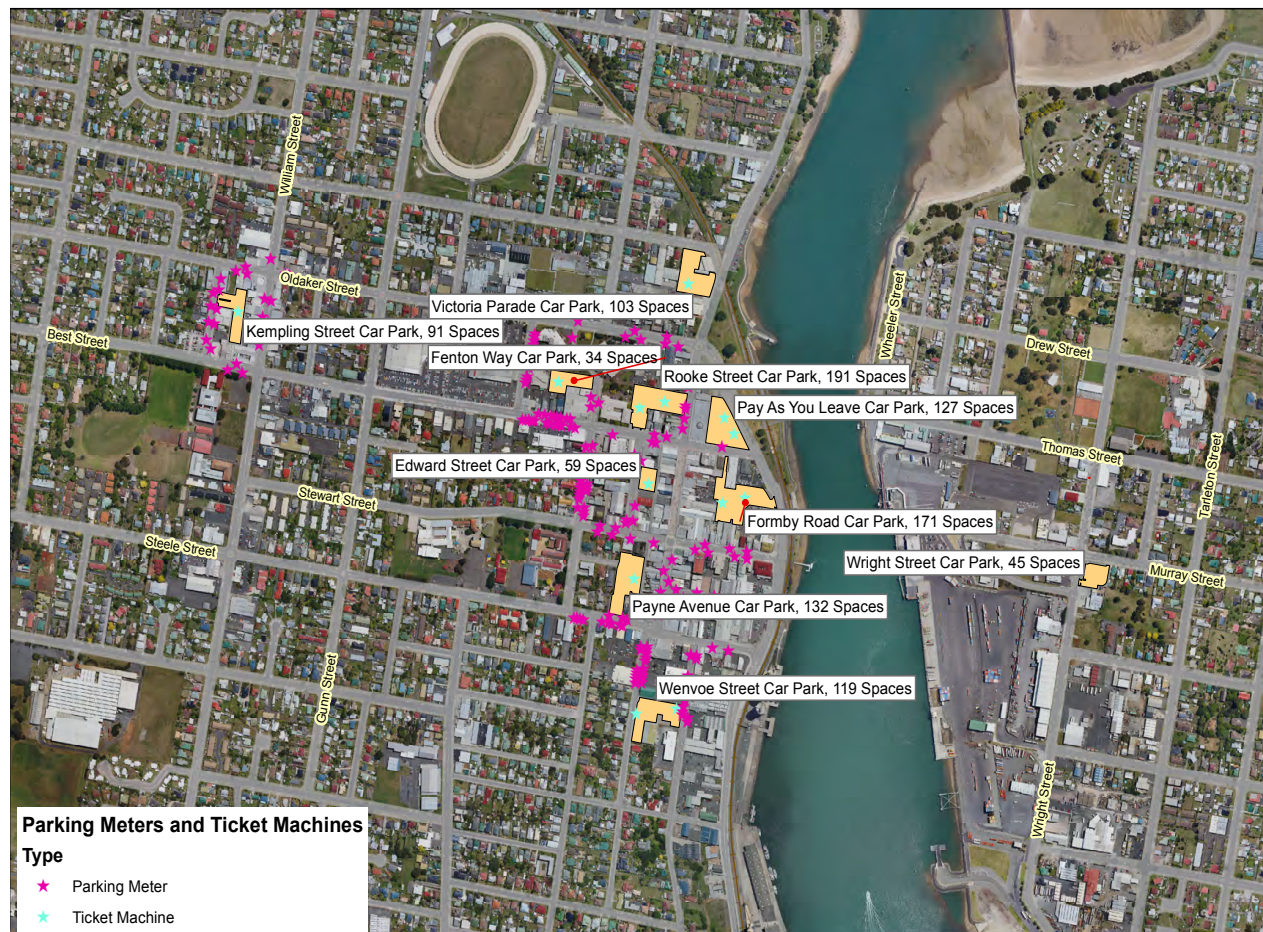 William Street
Oldaker Street
Victoria Parade Car Park, 103 Spaces
Kempling Street Car Park, 91 Spaces
Best Street
Wheeler Street
Drew Street
Fenton Way Car Park, 34 Spaces
Rooke Street Car Park, 191 Spaces
Pay As You Leave Car Park, 127 Spaces
Thomas Street
Edward Street Car Park, 59 Spaces
Tarleton Street
Stewart Street
Formby Road Car Park, 171 Spaces
Steele Street
Wright Street Car Park, 45 Spaces
Murray Street
Payne Avenue Car Park, 132 Spaces
Gunn Street
Wenvoe Street Car Park, 119 Spaces
Wright Street
Parking Meters and Ticket Machines
Type
Parking Meter
Ticket Machine